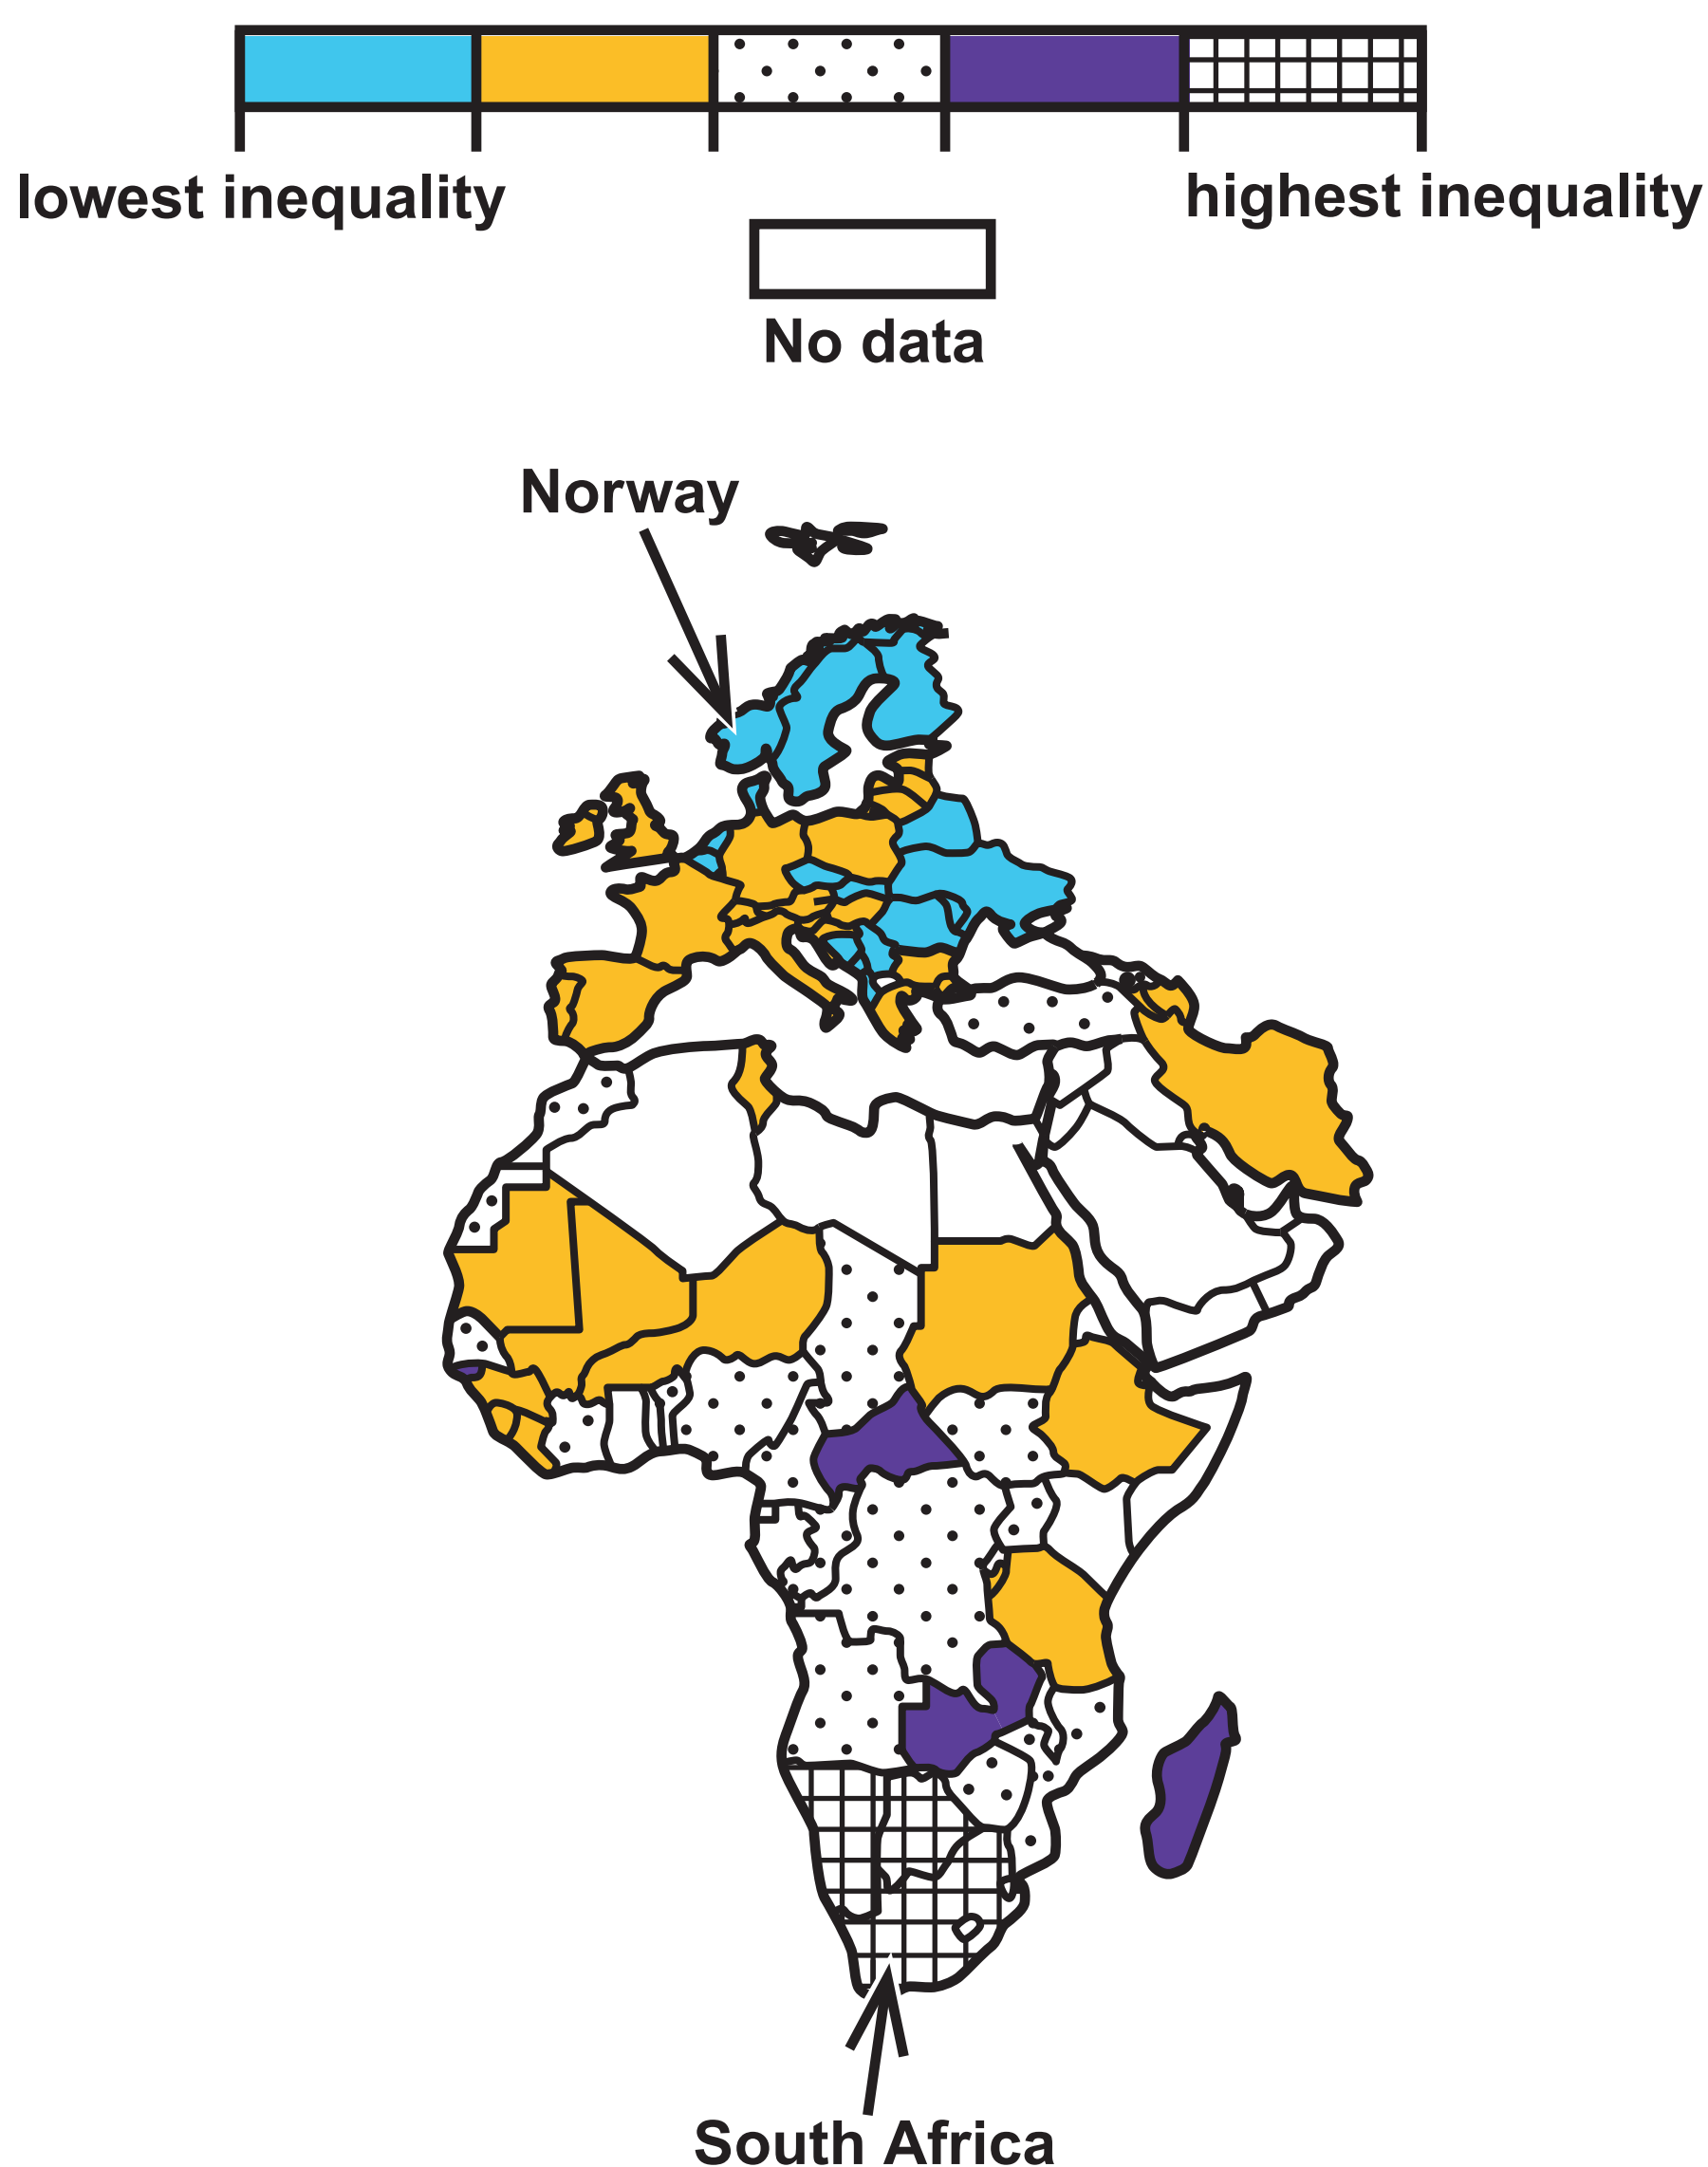 lowest inequality
highest inequality
No data
Norway
South Africa